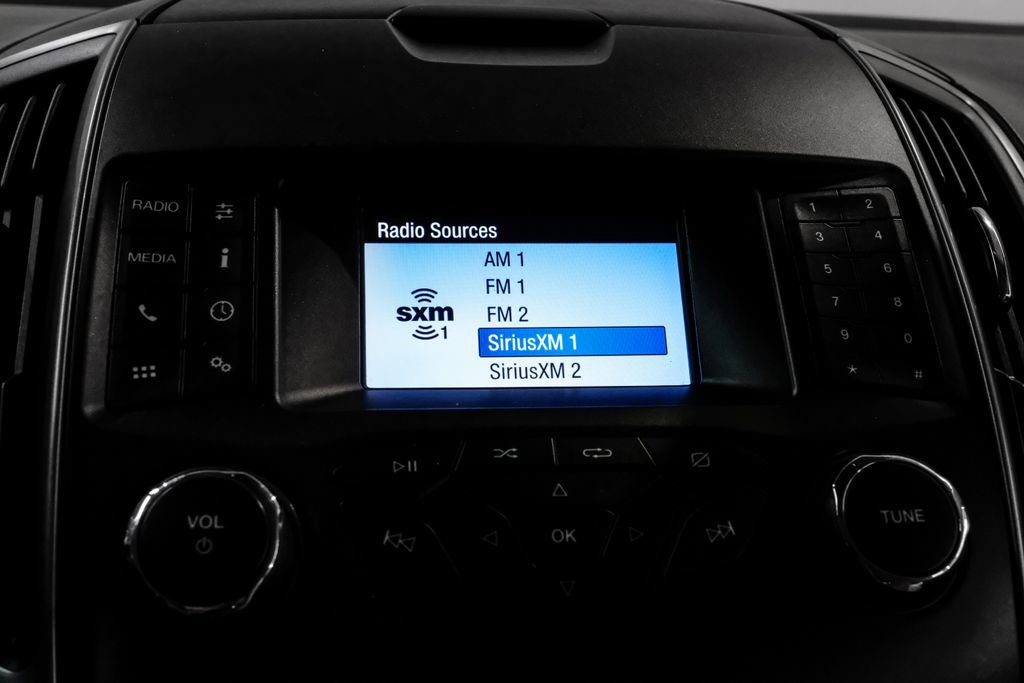 RADIO
MEDIA
i
Radio Sources
AM 1
FM 1
FM 2
SiriusXM 1
SiriusXM 2
sxm
1
1 2
3 4
5 6
7 8
9 0
* #
VOL
OK
TUNE